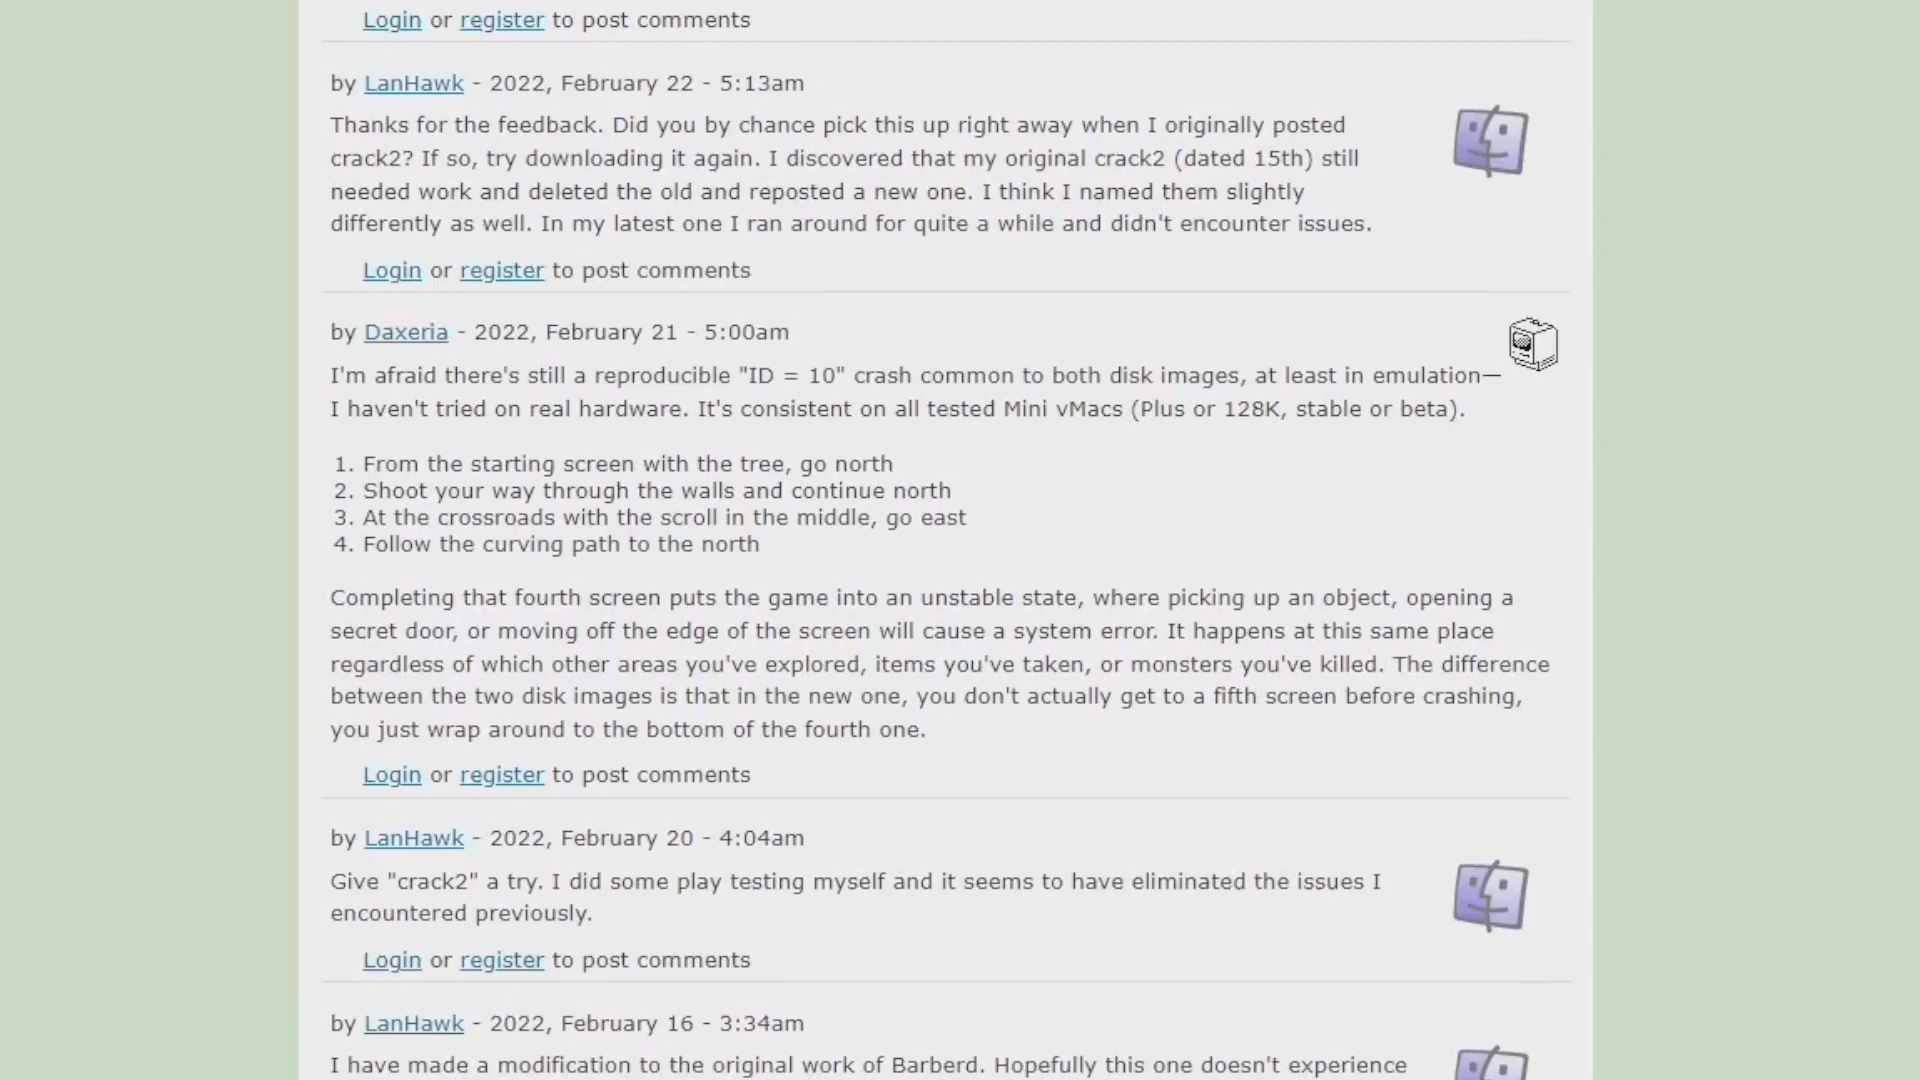 Login or register to post comments
by LanHawk - 2022, February 22 - 5:13am
Thanks for the feedback. Did you by chance pick this up right away when I originally posted
crack2? If so, try downloading it again. I discovered that my original crack2 (dated 15th) still
needed work and deleted the old and reposted a new one. I think I named them slightly
differently as well. In my latest one I ran around for quite a while and didn't encounter issues.
Login or register to post comments
by Daxeria - 2022, February 21 - 5:00am
I'm afraid there's still a reproducible "ID = 10" crash common to both disk images, at least in emulation—
I haven't tried on real hardware. It's consistent on all tested Mini vMacs (Plus or 128K, stable or beta).
1. From the starting screen with the tree, go north
2. Shoot your way through the walls and continue north
3. At the crossroads with the scroll in the middle, go east
4. Follow the curving path to the north
Completing that fourth screen puts the game into an unstable state, where picking up an object, opening a
secret door, or moving off the edge of the screen will cause a system error. It happens at this same place
regardless of which other areas you've explored, items you've taken, or monsters you've killed. The difference
between the two disk images is that in the new one, you don't actually get to a fifth screen before crashing,
you just wrap around to the bottom of the fourth one.
Login or register to post comments
by LanHawk - 2022, February 20 - 4:04am
Give "crack2" a try. I did some play testing myself and it seems to have eliminated the issues I
encountered previously.
Login or register to post comments
by LanHawk - 2022, February 16 - 3:34am
I have made a modification to the original work of Barberd. Hopefully this one doesn't experience